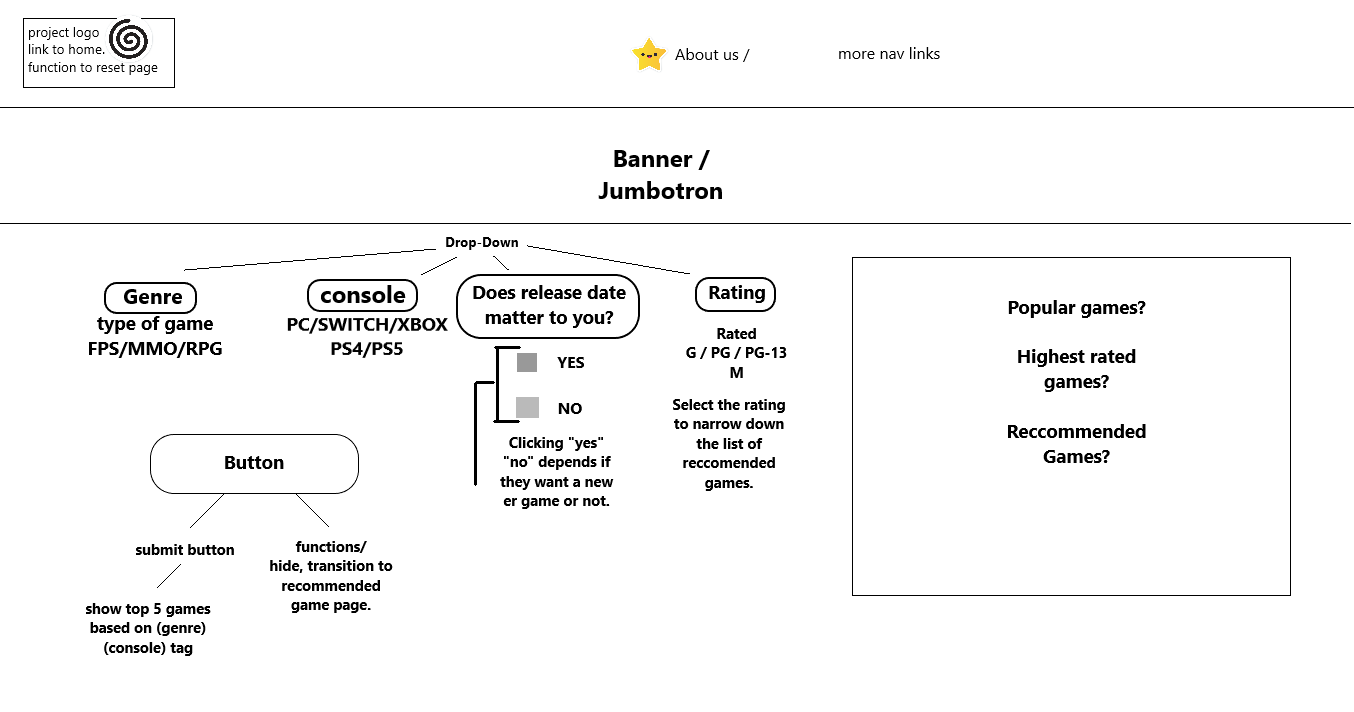 project logo
link to home.
function to reset page
About us /
more nav links
Banner /
Jumbotron
Drop-Down
Genre
type of game
FPS/MMO/RPG
console
PC/SWITCH/XBOX
PS4/PS5
Does release date
matter to you?
YES
NO
Clicking "yes"
"no" depends if
they want a new
er game or not.
Rating
Rated
G / PG / PG-13
M
Select the rating
to narrow down
the list of
reccomended
games.
Popular games?
Highest rated
games?
Reccommended
Games?
Button
submit button
show top 5 games
based on (genre)
(console) tag
functions/
hide, transition to
recommended
game page.